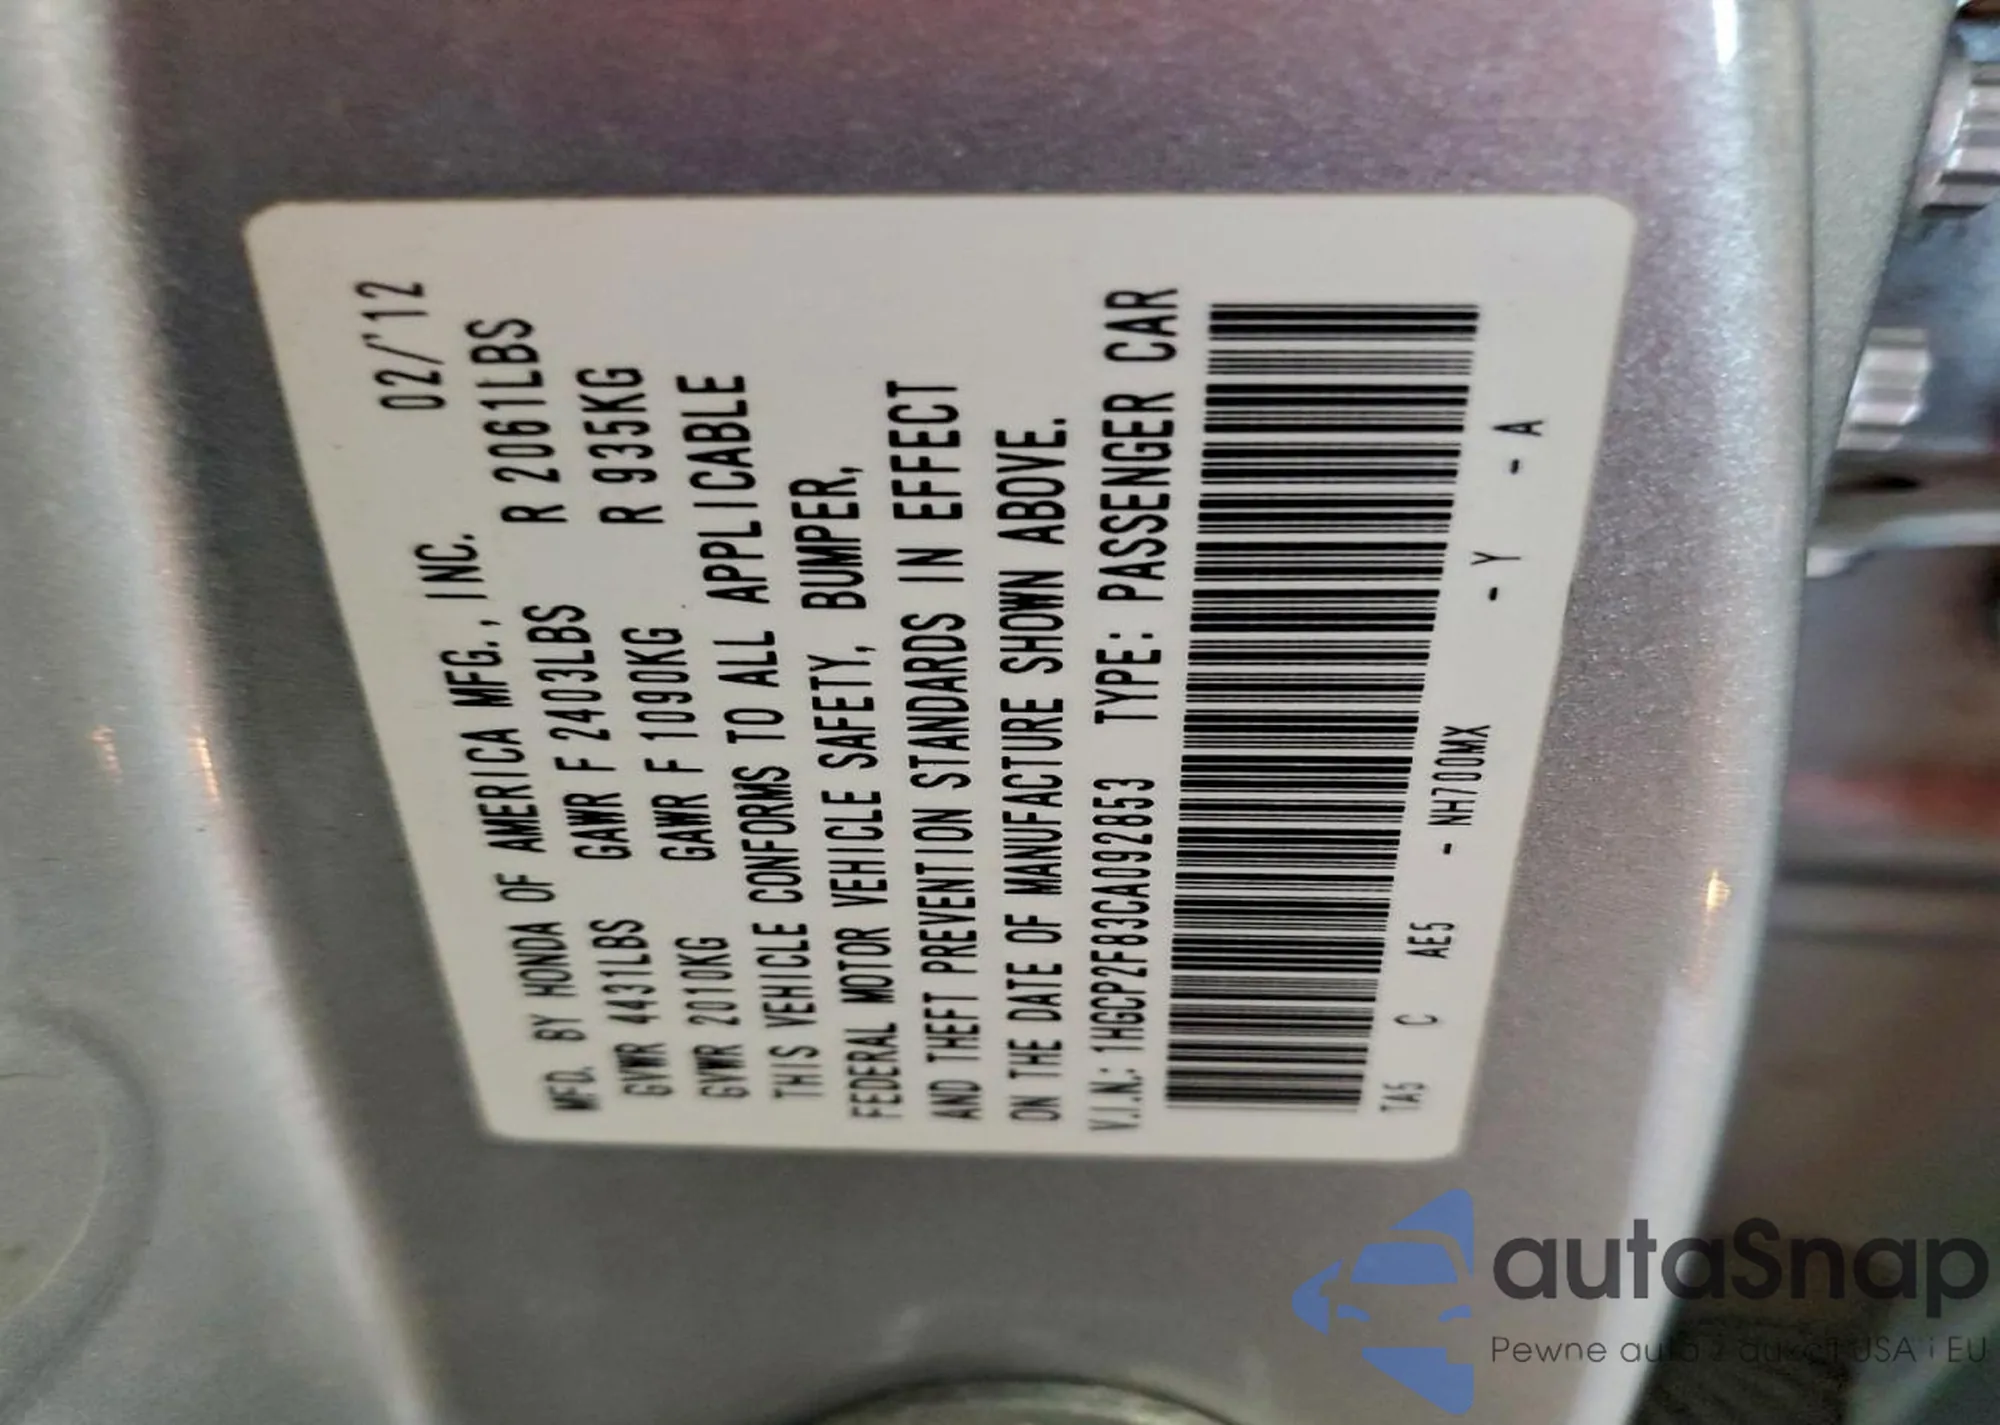 MFD. BY HONDA OF AMERICA MFG., INC. 02/'12
GVWR 4431LBS GAWR F 2403LBS R 2061LBS
GVWR 2010KG GAWR F 1090KG R 935KG
THIS VEHICLE CONFORMS TO ALL APPLICABLE
FEDERAL MOTOR VEHICLE SAFETY, BUMPER,
AND THEFT PREVENTION STANDARDS IN EFFECT
ON THE DATE OF MANUFACTURE SHOWN ABOVE.
V.I.N.: 1HGCP2F83CA092853 TYPE: PASSENGER CAR
TA5 C AE5 - NH700MX - Y - A
autaSnap
Pewne auta z aukcji USA i EU